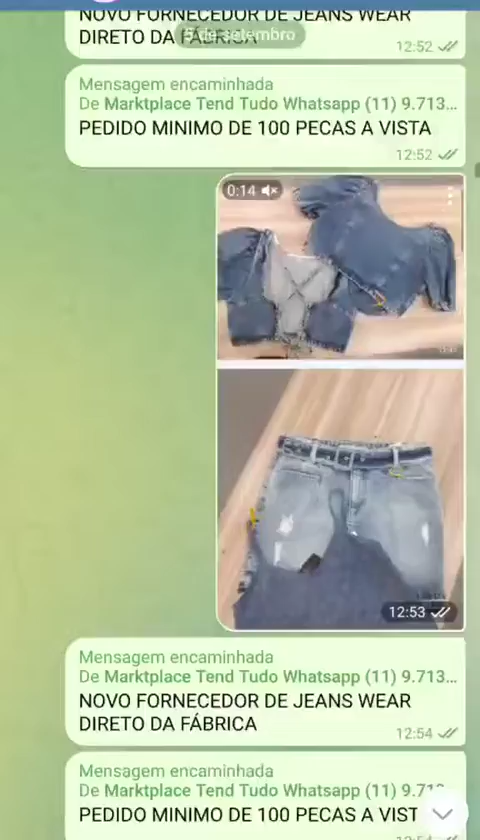 NOVO FORNECEDOR DE JEANS WEAR
DIRETO DA FÁBRICA
de setembro
12:52
Mensagem encaminhada
De Marktplace Tend Tudo Whatsapp (11) 9.713...
PEDIDO MINIMO DE 100 PECAS A VISTA
12:52
0:14
12:53
Mensagem encaminhada
De Marktplace Tend Tudo Whatsapp (11) 9.713...
NOVO FORNECEDOR DE JEANS WEAR
DIRETO DA FÁBRICA
12:54
Mensagem encaminhada
De Marktplace Tend Tudo Whatsapp (11) 9.713
PEDIDO MINIMO DE 100 PECAS A VIST